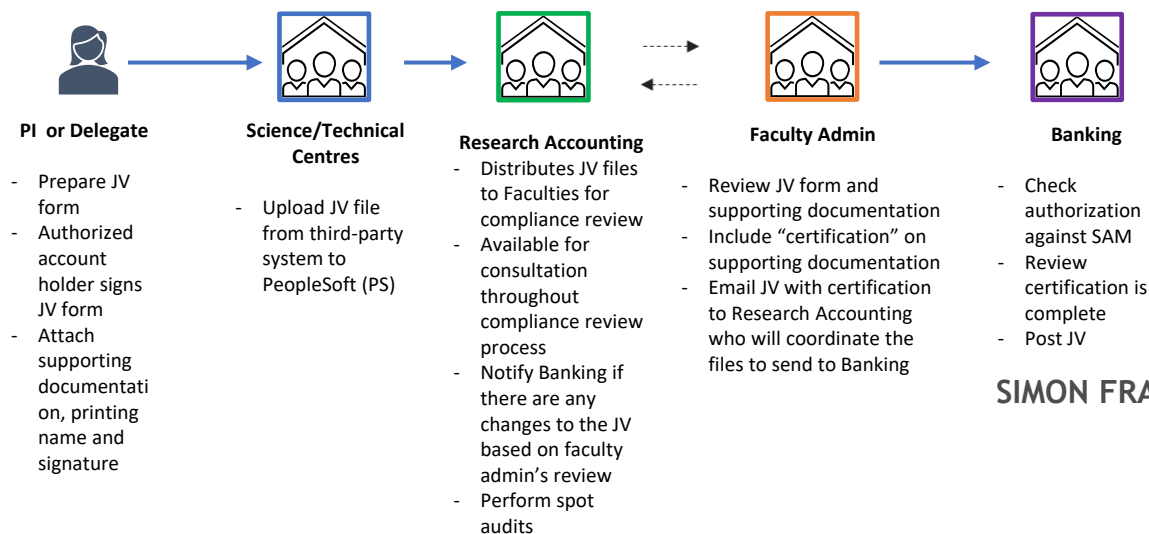 PI or Delegate
- Prepare JV
form
- Authorized
account
holder signs
JV form
- Attach
supporting
documentati
on, printing
name and
signature
Science/Technical
Centres
- Upload JV file
from third-party
system to
PeopleSoft (PS)
Research Accounting
- Distributes JV files
to Faculties for
compliance review
- Available for
consultation
throughout
compliance review
process
- Notify Banking if
there are any
changes to the JV
based on faculty
admin’s review
- Perform spot
audits
Faculty Admin
- Review JV form and
supporting documentation
- Include “certification” on
supporting documentation
- Email JV with certification
to Research Accounting
who will coordinate the
files to send to Banking
Banking
- Check
authorization
against SAM
- Review
certification is
complete
- Post JV
SIMON FRA